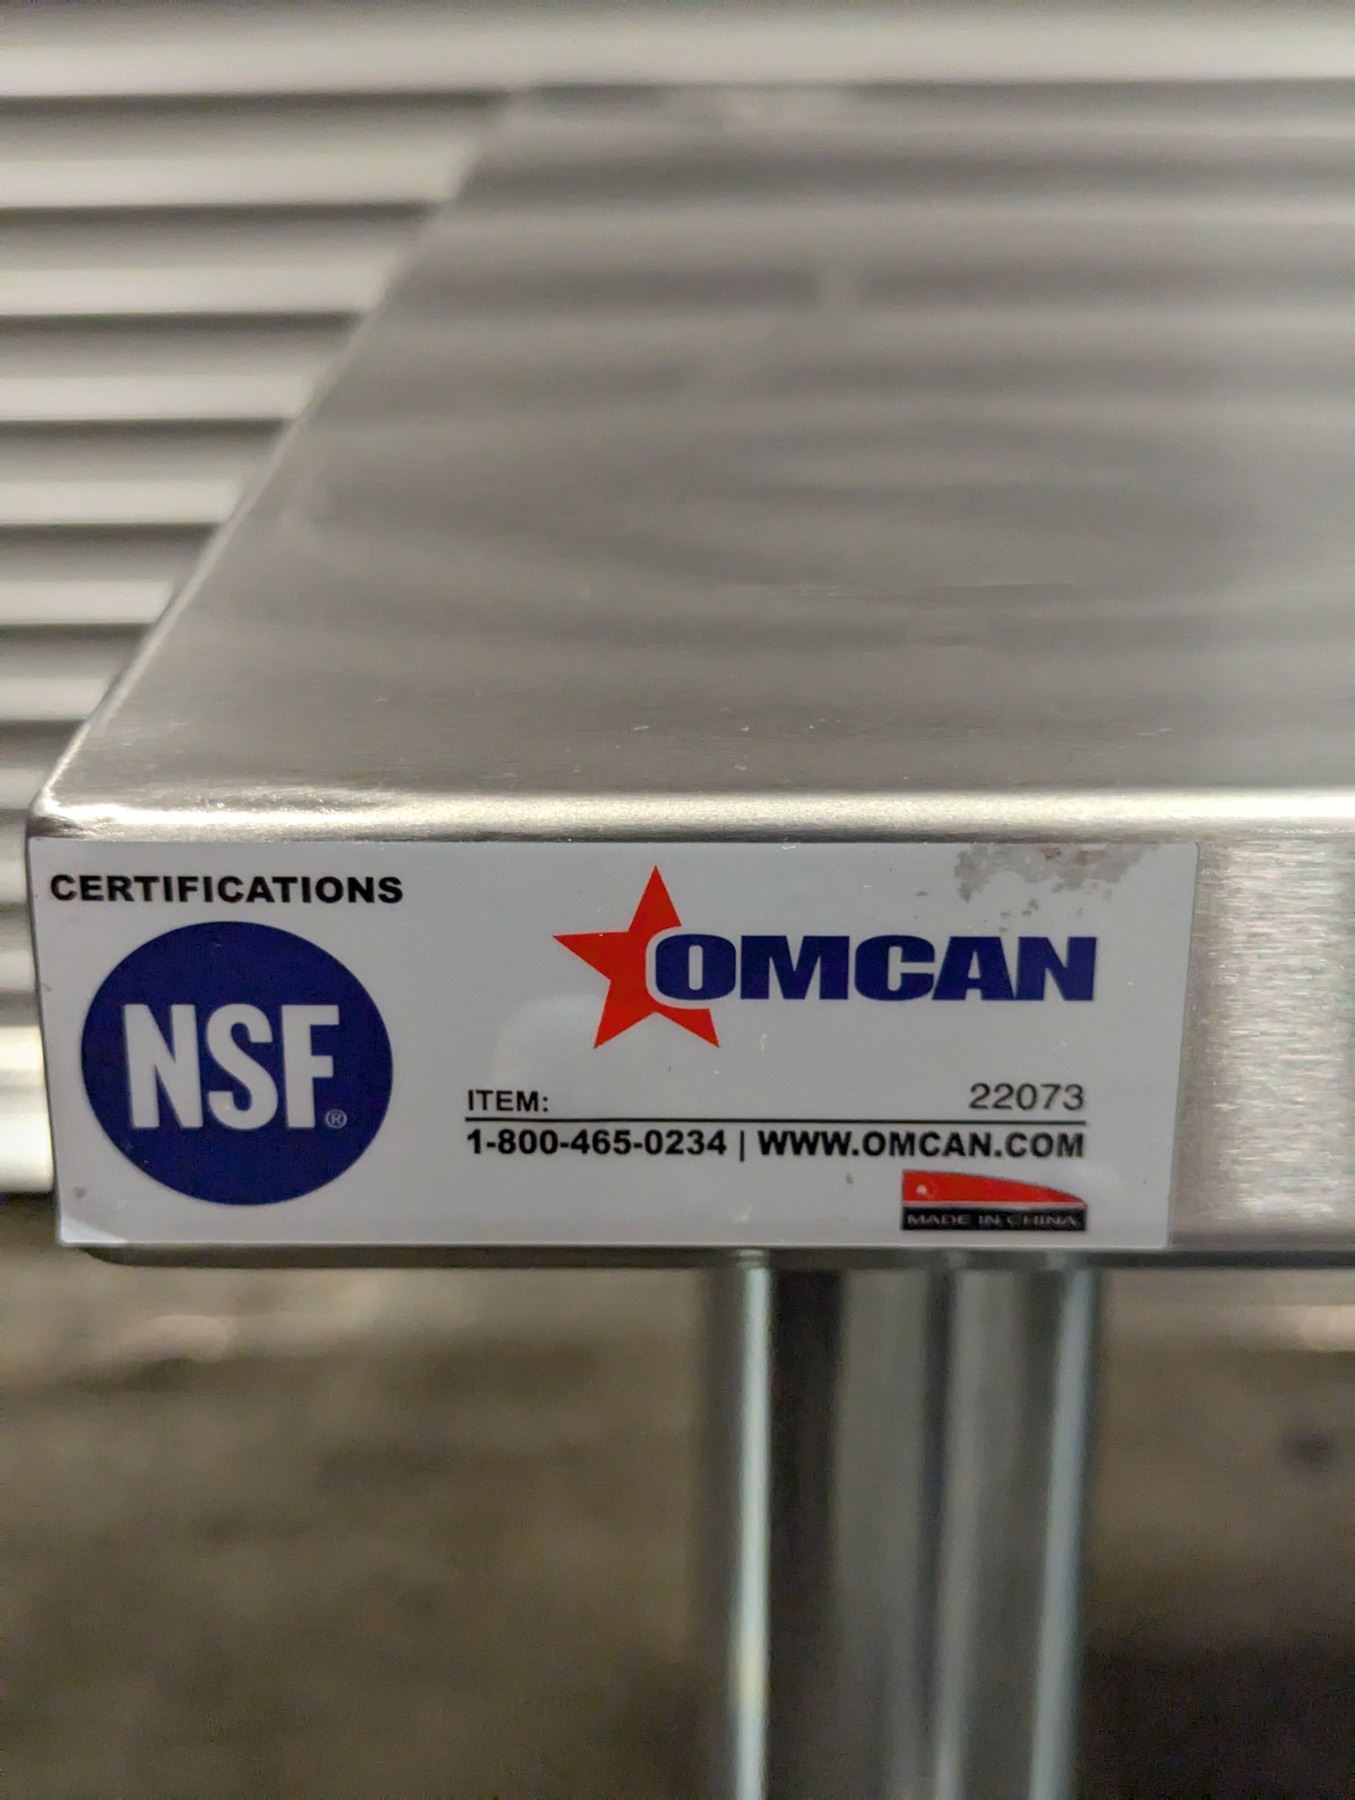 CERTIFICATIONS
NSF®
OMCAN
ITEM: 22073
1-800-465-0234 | WWW.OMCAN.COM
MADE IN CHINA